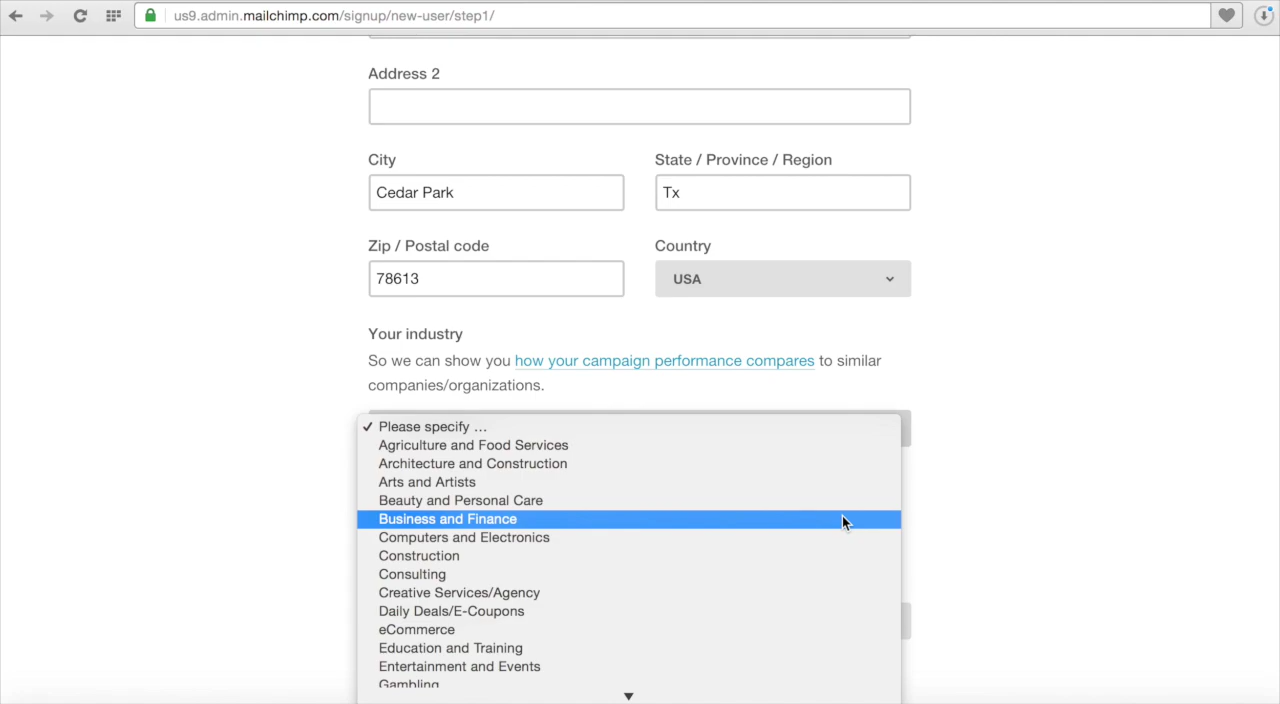 us9.admin.mailchimp.com/signup/new-user/step1/
Address 2
City
State / Province / Region
Cedar Park
Tx
Zip / Postal code
Country
78613
USA
Your industry
So we can show you how your campaign performance compares to similar
companies/organizations.
✓ Please specify ...
Agriculture and Food Services
Architecture and Construction
Arts and Artists
Beauty and Personal Care
Business and Finance
Computers and Electronics
Construction
Consulting
Creative Services/Agency
Daily Deals/E-Coupons
eCommerce
Education and Training
Entertainment and Events
Gambling